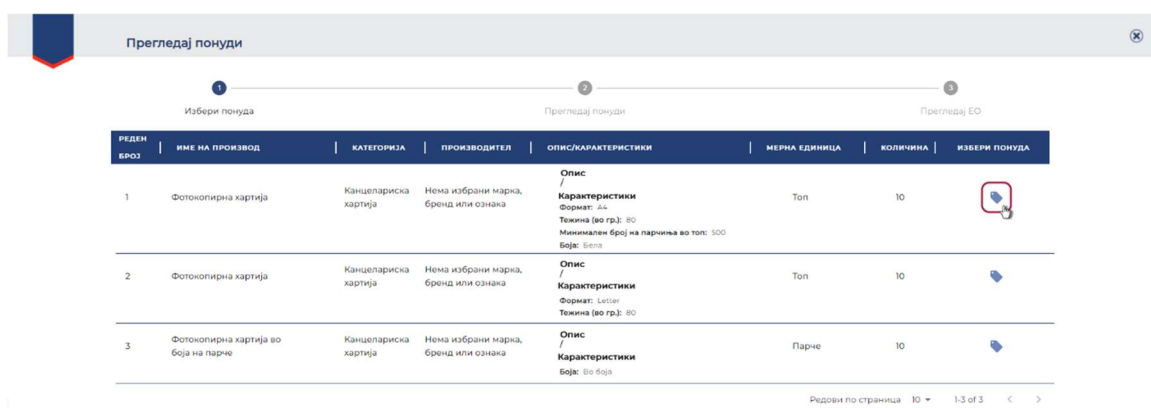 Прегледај понуди
1 2 3
Избери понуда Прегледај понуди Прегледај ЕО
РЕДЕН БРОЈ ИМЕ НА ПРОИЗВОД КАТЕГОРИЈА ПРОИЗВОДИТЕЛ ОПИС/КАРАКТЕРИСТИКИ МЕРНА ЕДИНИЦА КОЛИЧИНА ИЗБЕРИ ПОНУДА
1 Фотокопирна хартија Канцелариска хартија Нема избрани марка, бренд или ознака
Опис
/
Карактеристики
Формат: A4
Тежина (во гр.): 80
Минимален број на парчиња во топ: 500
Боја: Бела
Топ 10
2 Фотокопирна хартија Канцелариска хартија Нема избрани марка, бренд или ознака
Опис
/
Карактеристики
Формат: Letter
Тежина (во гр.): 80
Топ 10
3 Фотокопирна хартија во боја на парче Канцелариска хартија Нема избрани марка, бренд или ознака
Опис
/
Карактеристики
Боја: Во боја
Парче 10
Редови по страница 10 1-3 of 3